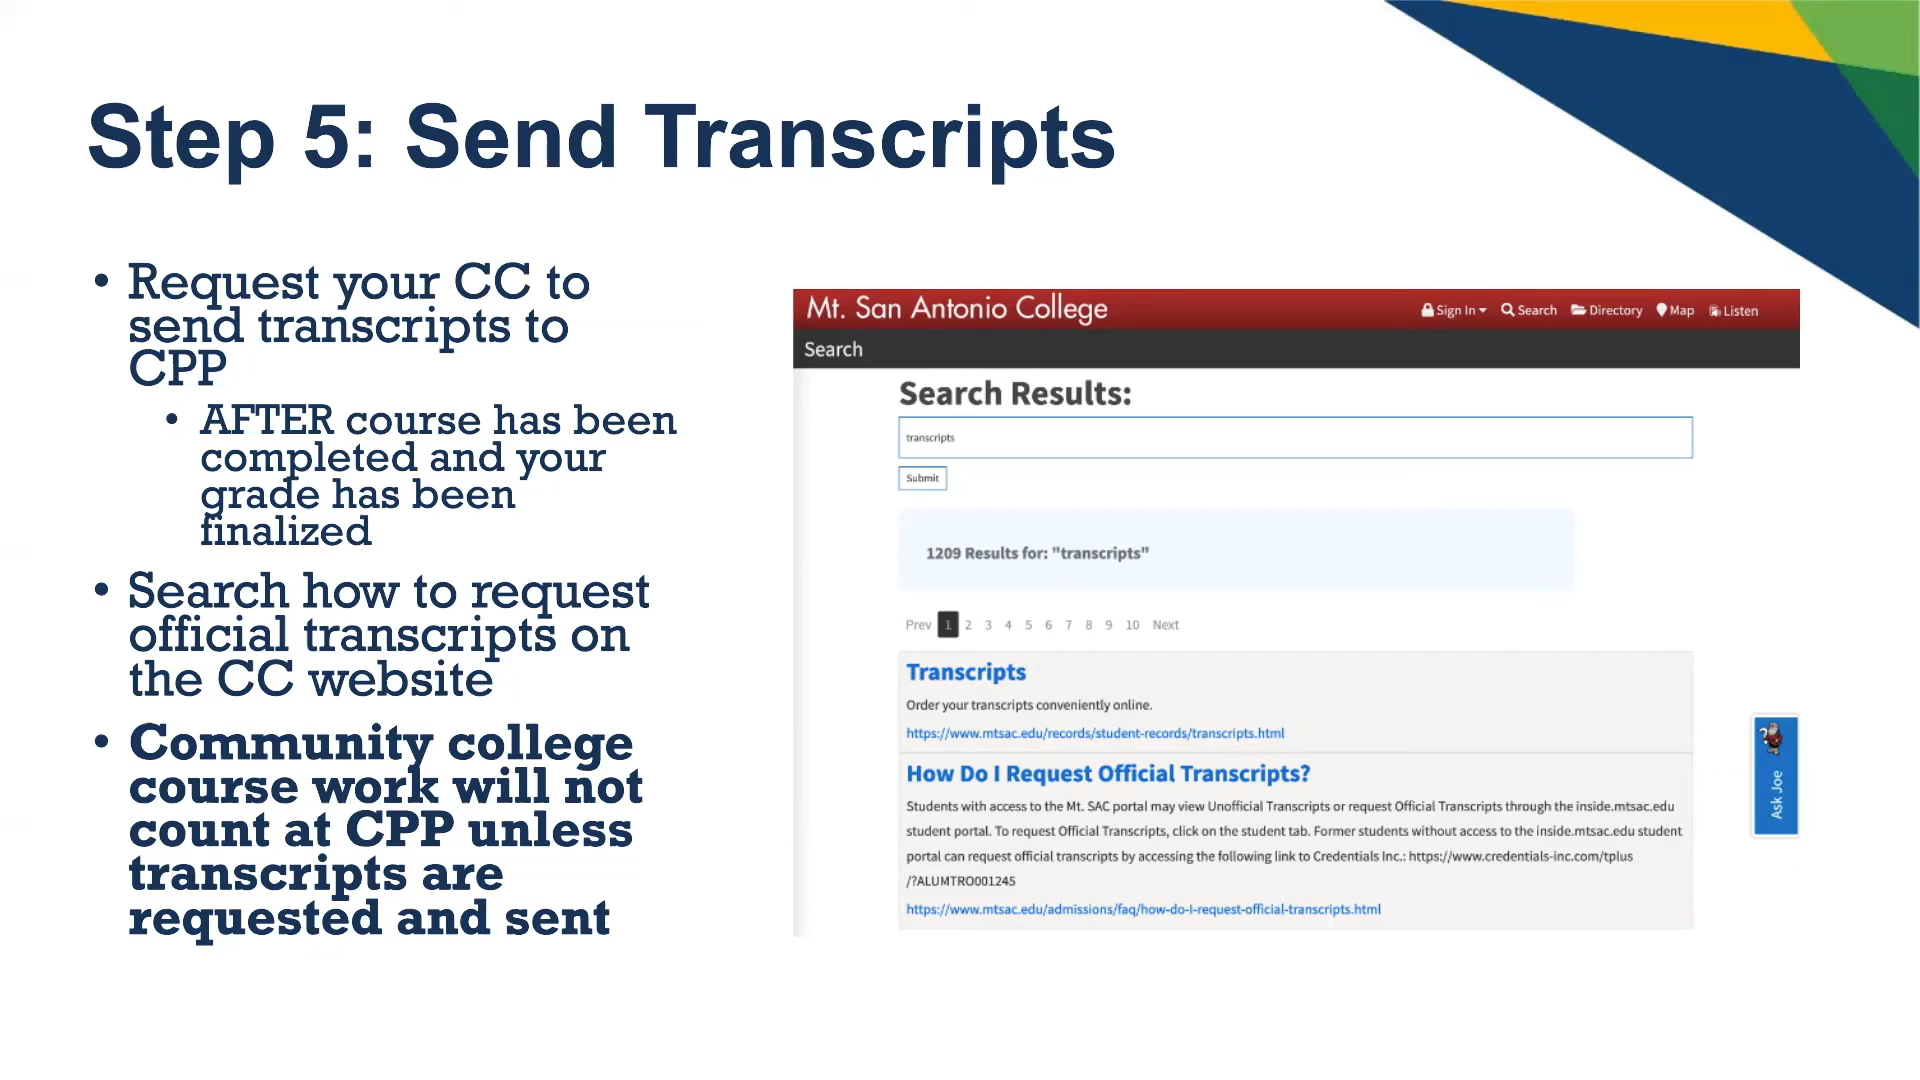 Step 5: Send Transcripts
• Request your CC to
send transcripts to
CPP
• AFTER course has been
completed and your
grade has been
finalized
• Search how to request
official transcripts on
the CC website
• Community college
course work will not
count at CPP unless
transcripts are
requested and sent
Mt. San Antonio College
Sign In Search Directory Map Listen
Search
Search Results:
transcripts
Submit
1209 Results for: "transcripts"
Prev 1 2 3 4 5 6 7 8 9 10 Next
Transcripts
Order your transcripts conveniently online.
https://www.mtsac.edu/records/student-records/transcripts.html
How Do I Request Official Transcripts?
Students with access to the Mt. SAC portal may view Unofficial Transcripts or request Official Transcripts through the inside.mtsac.edu
student portal. To request Official Transcripts, click on the student tab. Former students without access to the inside.mtsac.edu student
portal can request official transcripts by accessing the following link to Credentials Inc.: https://www.credentials-inc.com/tplus
/?ALUMTRO001245
https://www.mtsac.edu/admissions/faq/how-do-i-request-official-transcripts.html
Ask Joe